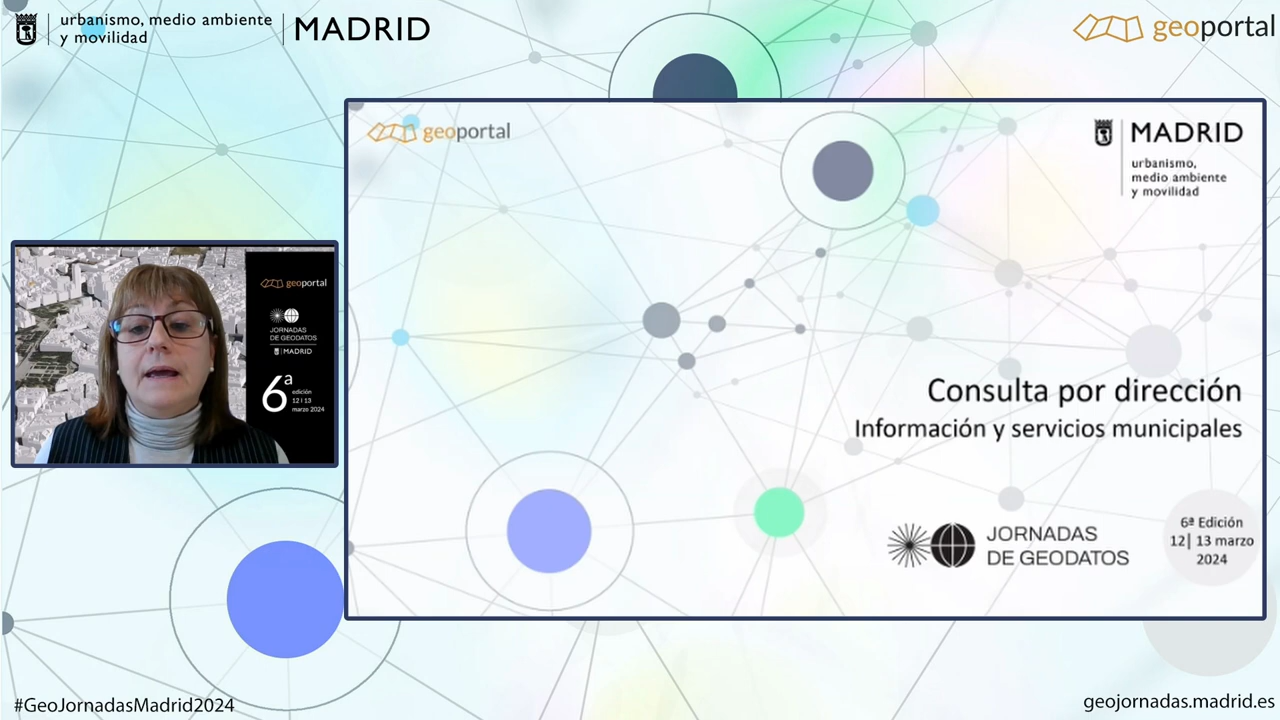 urbanismo, medio ambiente
y movilidad
MADRID
geoportal
geoportal
MADRID
urbanismo,
medio ambiente
y movilidad
geoportal
JORNADAS
DE GEODATOS
MADRID
6ª
edición
12 | 13
marzo 2024
Consulta por dirección
Información y servicios municipales
JORNADAS
DE GEODATOS
6ª Edición
12| 13 marzo
2024
#GeoJornadasMadrid2024
geojornadas.madrid.es